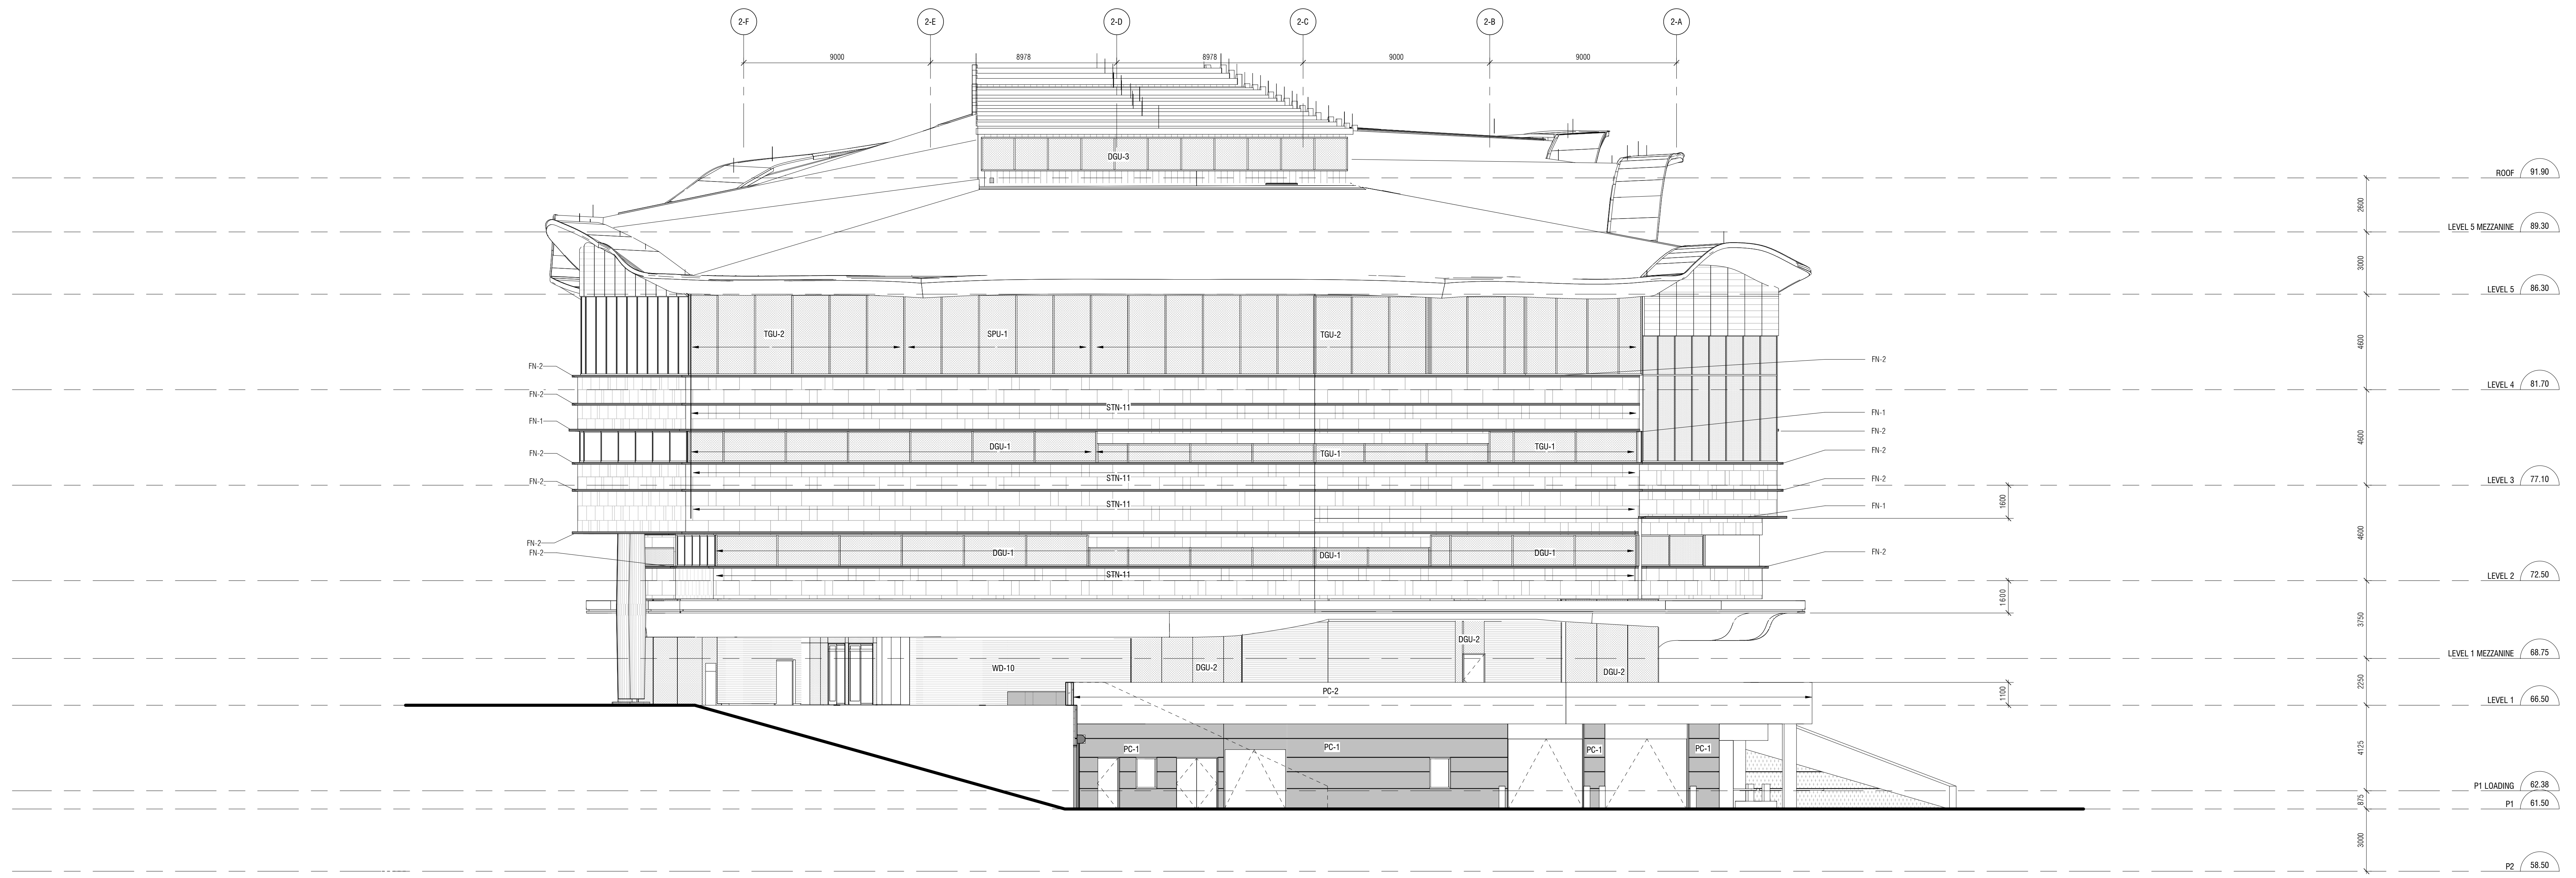 2-F 2-E 2-D 2-C 2-B 2-A
9000 8978 8978 9000 9000
DGU-3
ROOF 91.90
2600
LEVEL 5 MEZZANINE 89.30
3000
LEVEL 5 86.30
TGU-2 SPU-1 TGU-2
4600
FN-2 FN-2
LEVEL 4 81.70
FN-2
STN-11 FN-1
FN-1
FN-2
4600
DGU-1 TGU-1 TGU-1
FN-2 FN-2
STN-11 FN-2
FN-2
LEVEL 3 77.10
1600
STN-11 FN-1
4600
FN-2
FN-2 DGU-1 DGU-1 DGU-1 FN-2
STN-11
LEVEL 2 72.50
1600
3750
DGU-2
LEVEL 1 MEZZANINE 68.75
WD-10 DGU-2 DGU-2
2250
PC-2
1100
LEVEL 1 66.50
PC-1 PC-1 PC-1 PC-1
4125
P1 LOADING 62.38
875
P1 61.50
3000
P2 58.50